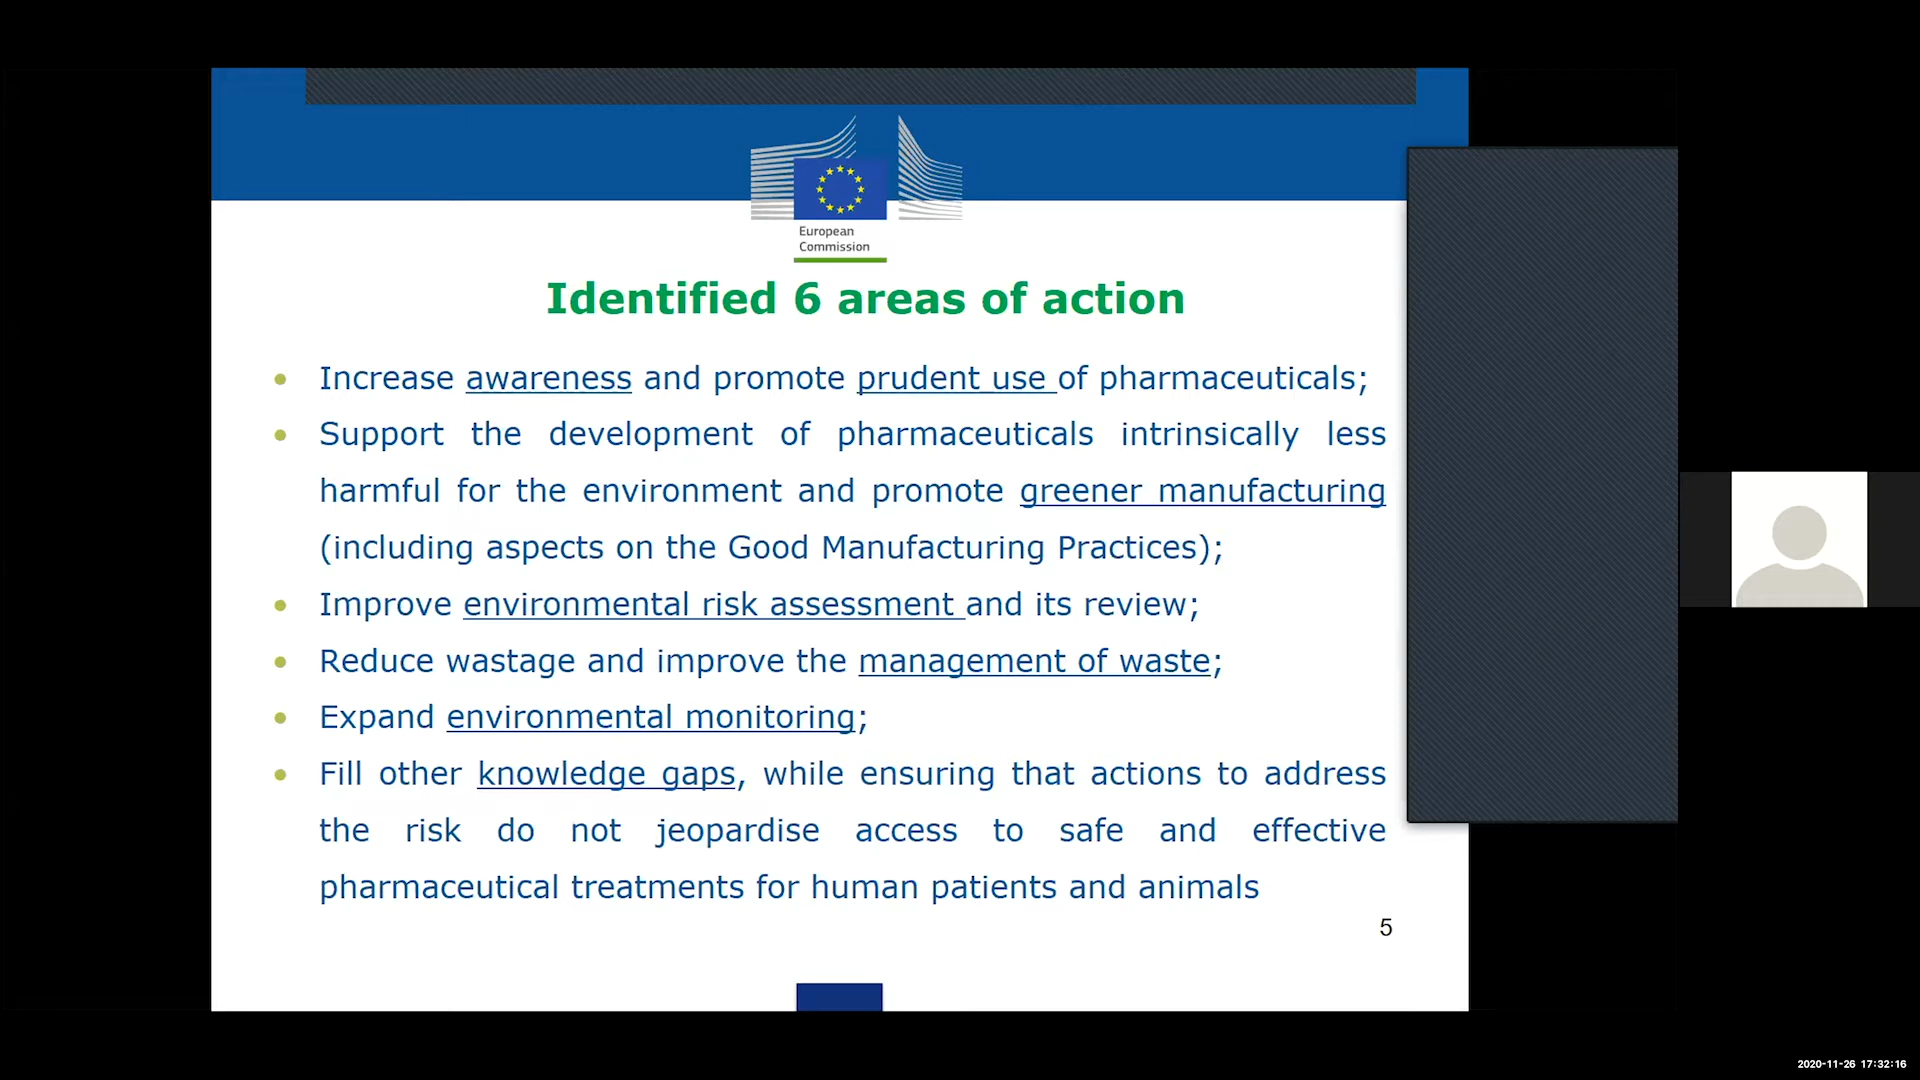 European
Commission
Identified 6 areas of action
Increase awareness and promote prudent use of pharmaceuticals;
Support the development of pharmaceuticals intrinsically less
harmful for the environment and promote greener manufacturing
(including aspects on the Good Manufacturing Practices);
Improve environmental risk assessment and its review;
Reduce wastage and improve the management of waste;
Expand environmental monitoring;
Fill other knowledge gaps, while ensuring that actions to address
the risk do not jeopardise access to safe and effective
pharmaceutical treatments for human patients and animals
5
2020-11-26 17:32:16